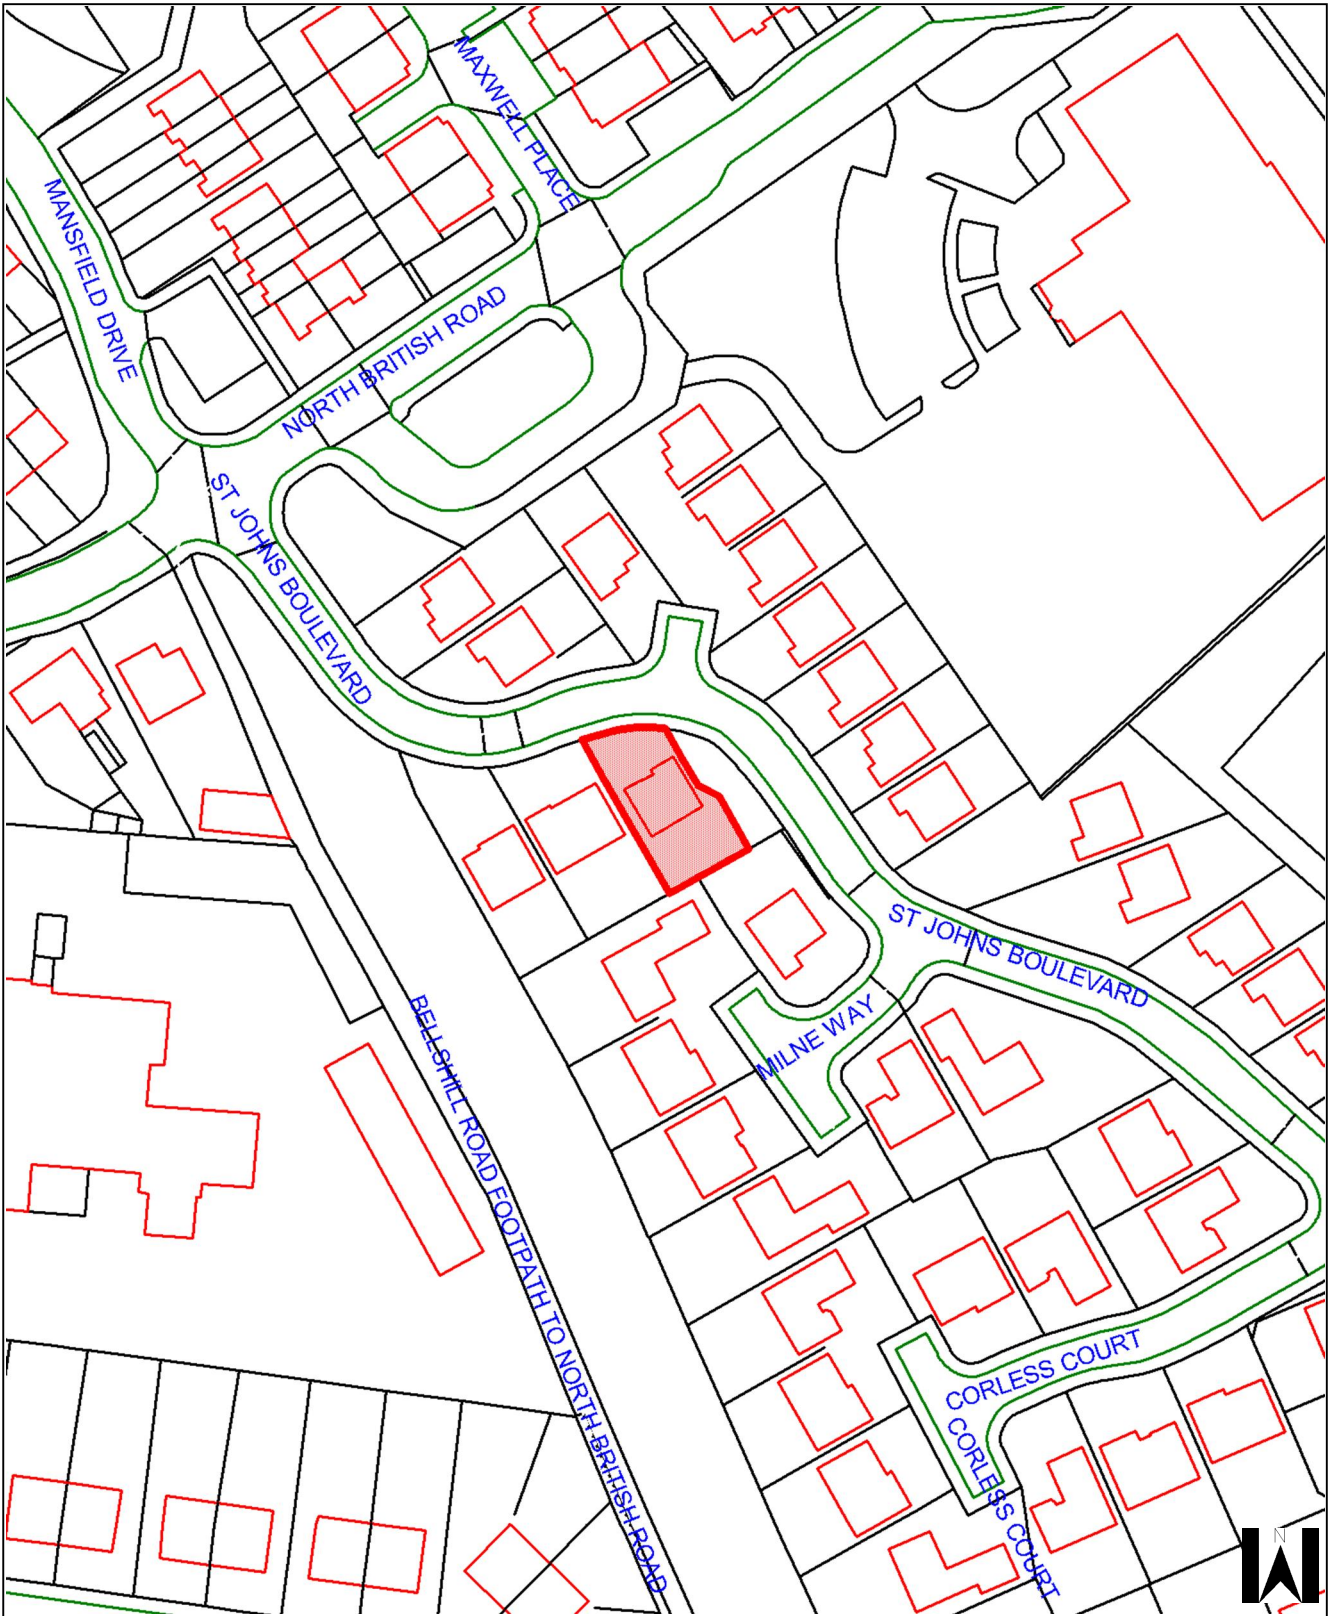 MAXWELL PLACE
MANSFIELD DRIVE
NORTH BRITISH ROAD
ST JOHNS BOULEVARD
ST JOHNS BOULEVARD
MILNE WAY
BELLSHILL ROAD FOOTPATH TO NORTH BRITISH ROAD
CORLESS COURT
CORLESS COURT
N